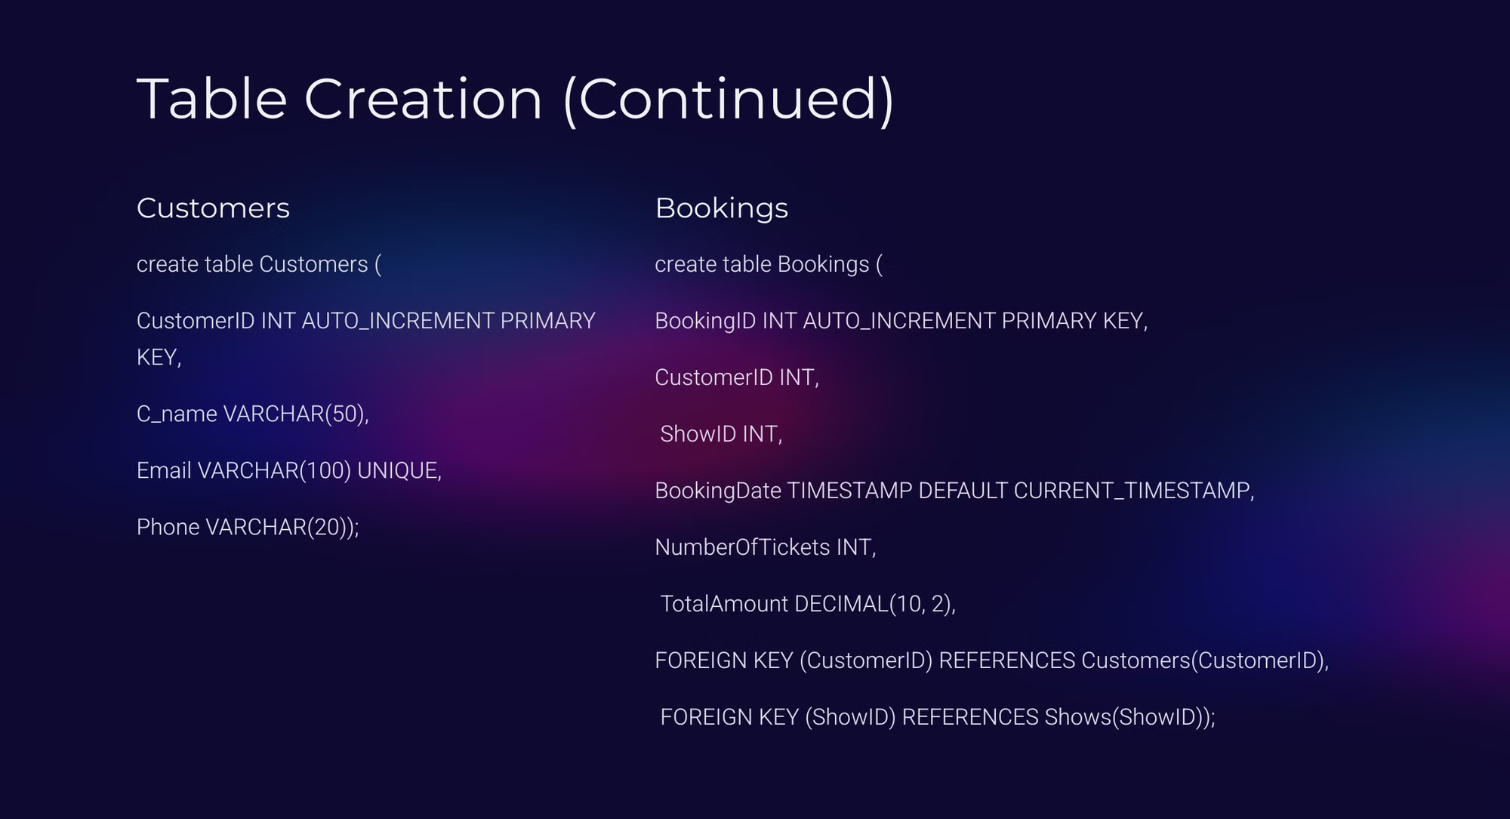 Table Creation (Continued)
Customers
create table Customers (
CustomerID INT AUTO_INCREMENT PRIMARY
KEY,
C_name VARCHAR(50),
Email VARCHAR(100) UNIQUE,
Phone VARCHAR(20));
Bookings
create table Bookings (
BookingID INT AUTO_INCREMENT PRIMARY KEY,
CustomerID INT,
ShowID INT,
BookingDate TIMESTAMP DEFAULT CURRENT_TIMESTAMP,
NumberOfTickets INT,
TotalAmount DECIMAL(10, 2),
FOREIGN KEY (CustomerID) REFERENCES Customers(CustomerID),
FOREIGN KEY (ShowID) REFERENCES Shows(ShowID));